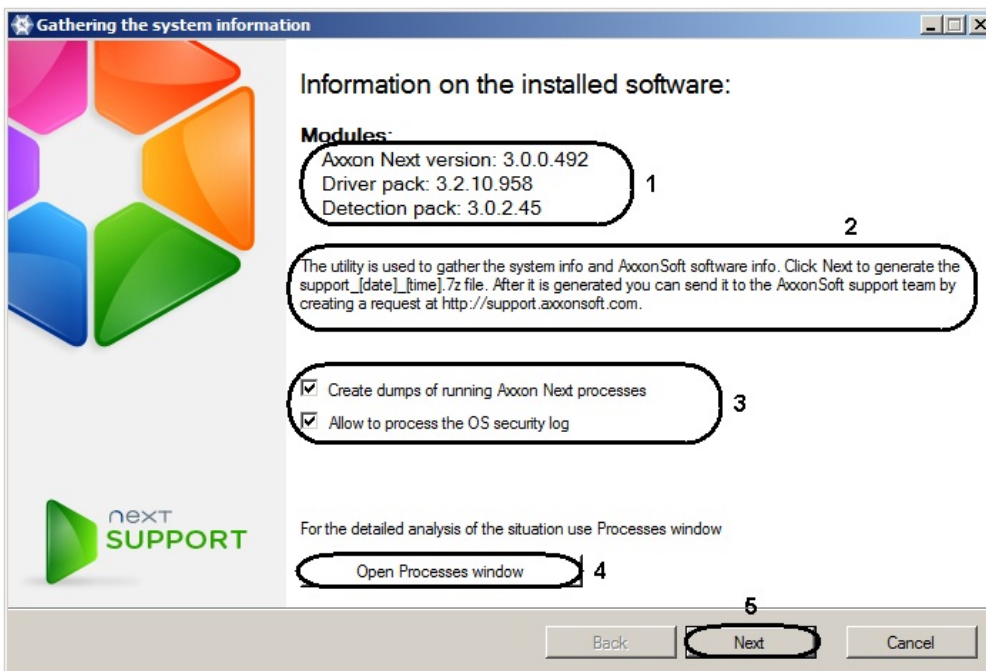 Gathering the system information
Information on the installed software:
Modules:
Axxon Next version: 3.0.0.492
Driver pack: 3.2.10.958
Detection pack: 3.0.2.45
1
2
The utility is used to gather the system info and AxxonSoft software info. Click Next to generate the
support_[date]_[time].7z file. After it is generated you can send it to the AxxonSoft support team by
creating a request at http://support.axxonsoft.com.
Create dumps of running Axxon Next processes
Allow to process the OS security log
3
next
SUPPORT
For the detailed analysis of the situation use Processes window
Open Processes window
4
5
Back
Next
Cancel